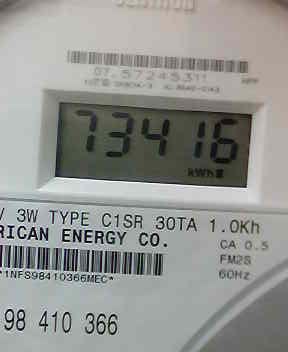 07.57245311
73416
kWh
V 3W TYPE C1SR 30TA 1.0Kh
RICAN ENERGY CO.
CA 0.5
FM2S
60Hz
*1NFS98410366MEC*
98 410 366